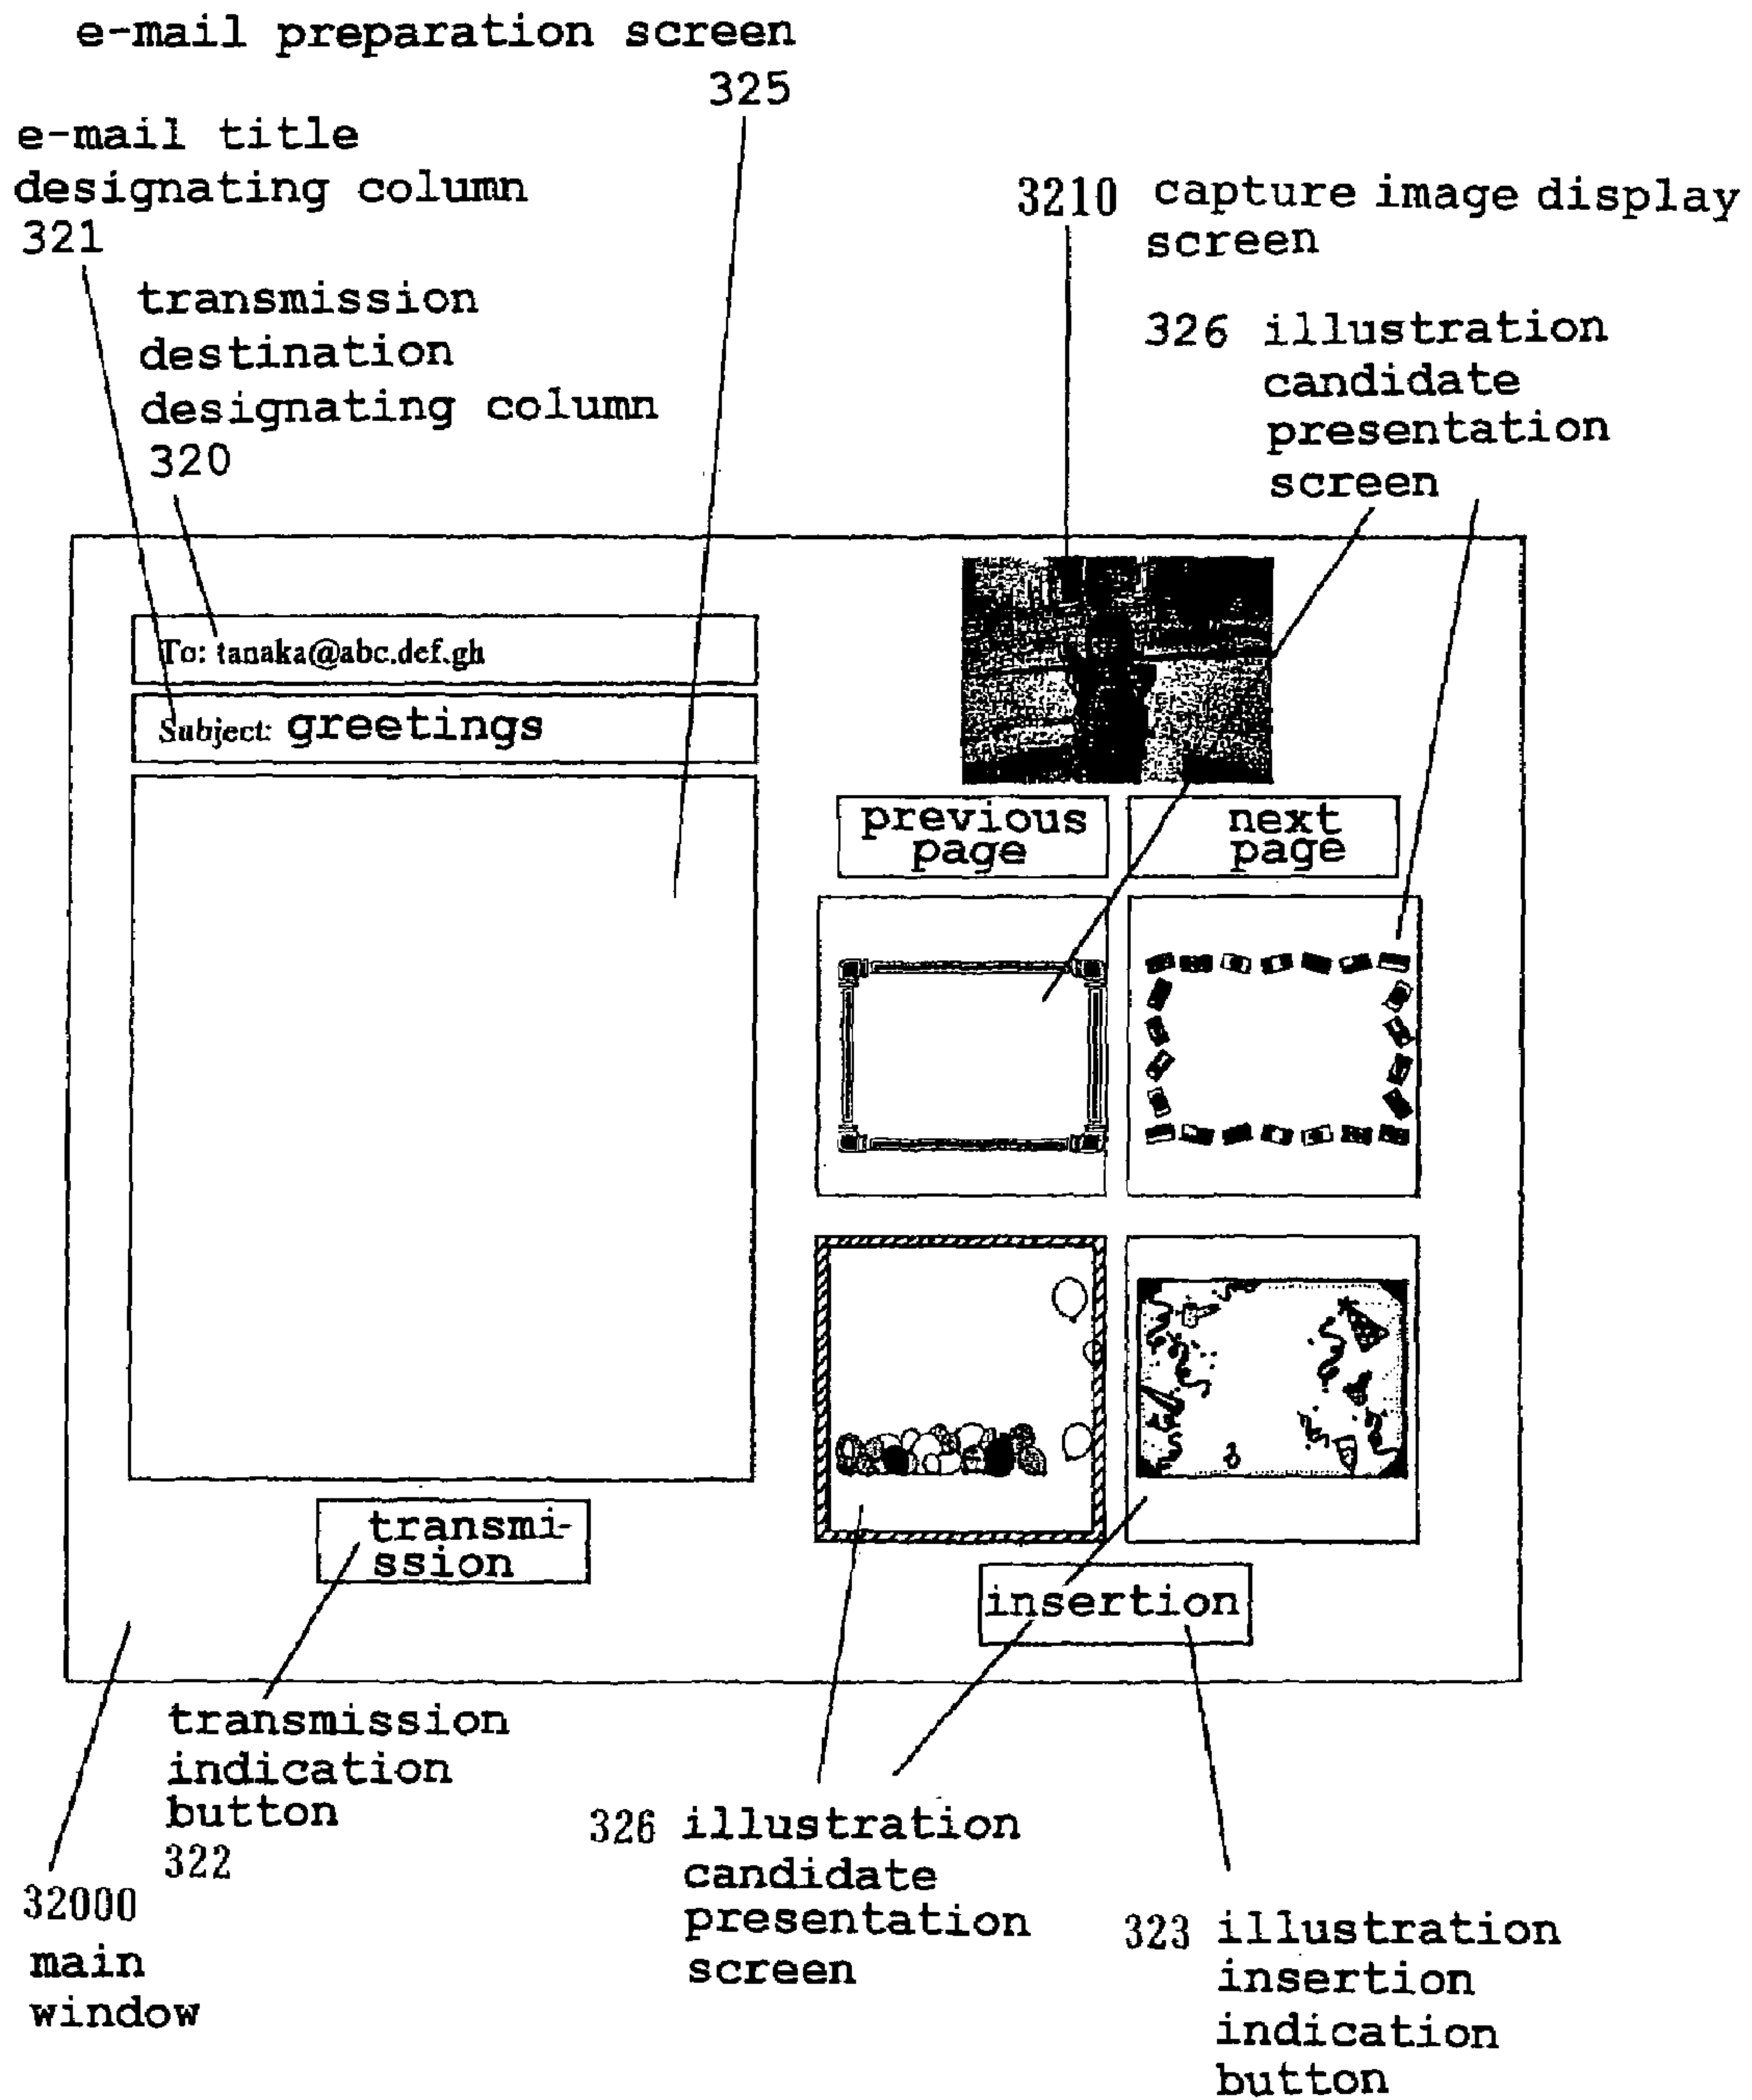 e-mail preparation screen
325
e-mail title
designating column
321
transmission
destination
designating column
320
3210 capture image display
screen
326 illustration
candidate
presentation
screen
To: tanaka@abc.def.gh
Subject: greetings
previous
page
next
page
transmi-
ssion
insertion
transmission
indication
button
322
32000
main
window
326 illustration
candidate
presentation
screen
323 illustration
insertion
indication
button